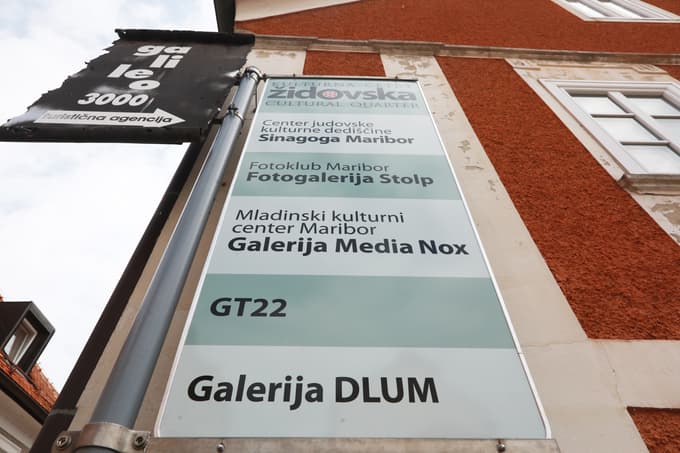 ga
li
leo
3000
turistična agencija
KULTURNA ČETRT
židovska
CULTURAL QUARTER
Center judovske
kulturne dediščine
Sinagoga Maribor
Fotoklub Maribor
Fotogalerija Stolp
Mladinski kulturni
center Maribor
Galerija Media Nox
GT22
Galerija DLUM